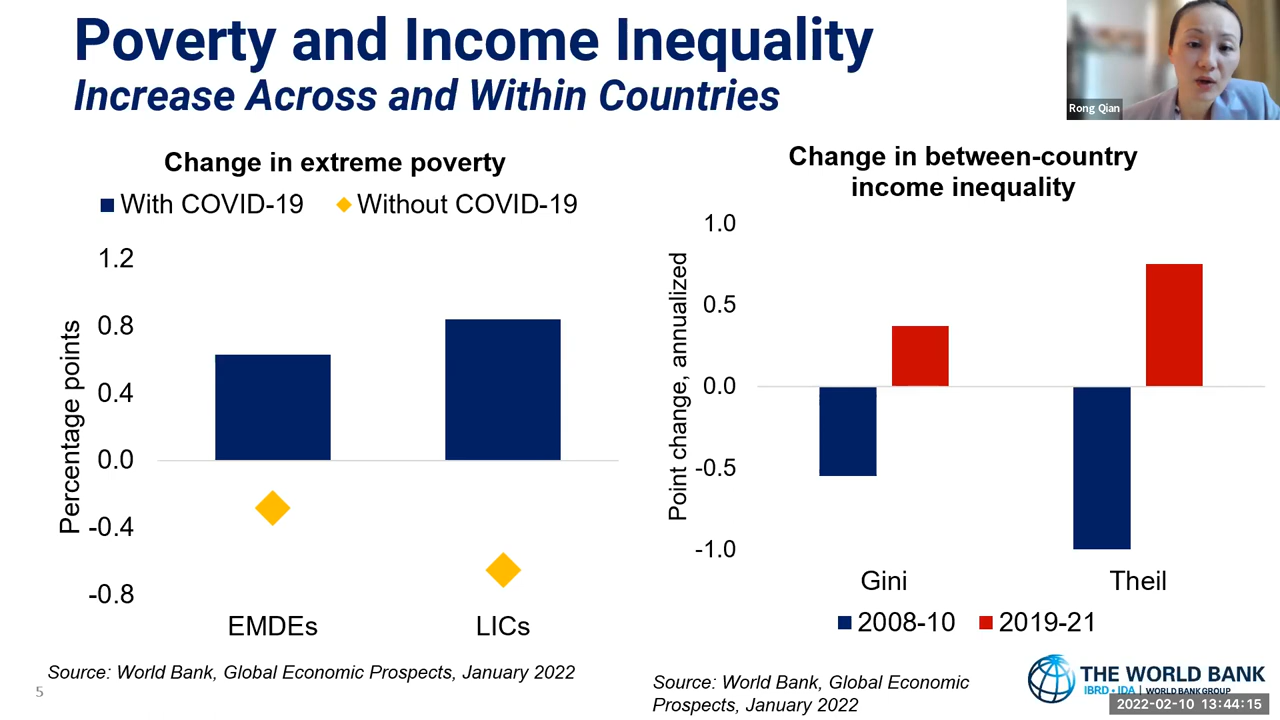 Poverty and Income Inequality
Increase Across and Within Countries
Rong Qian
Change in extreme poverty
With COVID-19 Without COVID-19
Percentage points
1.2
0.8
0.4
0.0
-0.4
-0.8
EMDEs LICs
Source: World Bank, Global Economic Prospects, January 2022
5
Change in between-country
income inequality
Point change, annualized
1.0
0.5
0.0
-0.5
-1.0
Gini Theil
2008-10 2019-21
Source: World Bank, Global Economic
Prospects, January 2022
THE WORLD BANK
IBRD • IDA | WORLD BANK GROUP
2022-02-10 13:44:15